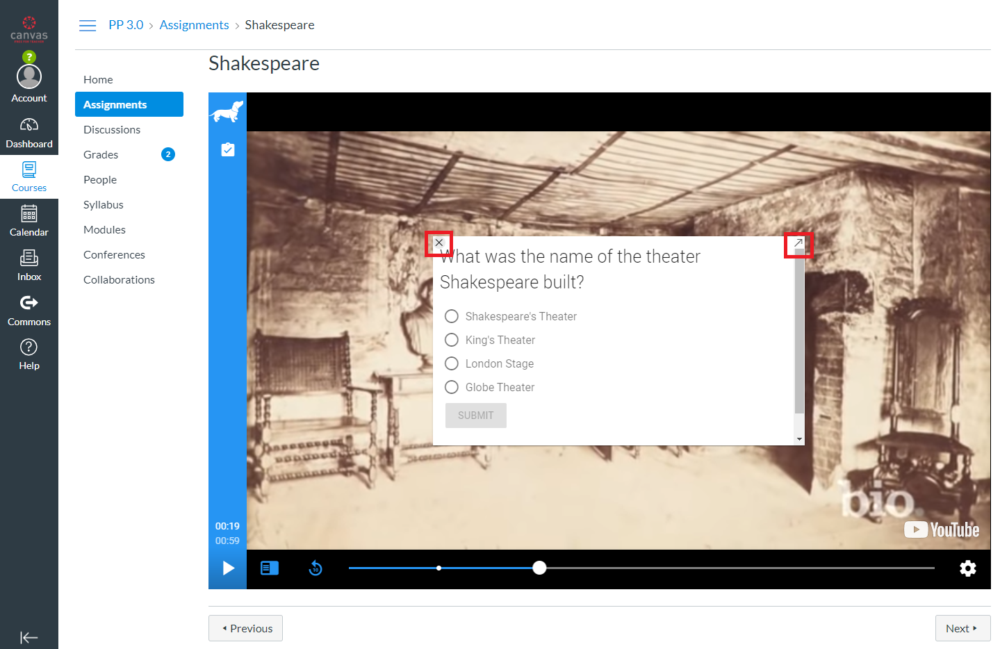 canvas
?
Account
Dashboard
Courses
Calendar
Inbox
Commons
Help
PP 3.0 > Assignments > Shakespeare
Home
Assignments
Discussions
Grades 2
People
Syllabus
Modules
Conferences
Collaborations
Shakespeare
What was the name of the theater
Shakespeare built?
Shakespeare's Theater
King's Theater
London Stage
Globe Theater
SUBMIT
bio.
YouTube
00:19
00:59
10
Previous
Next